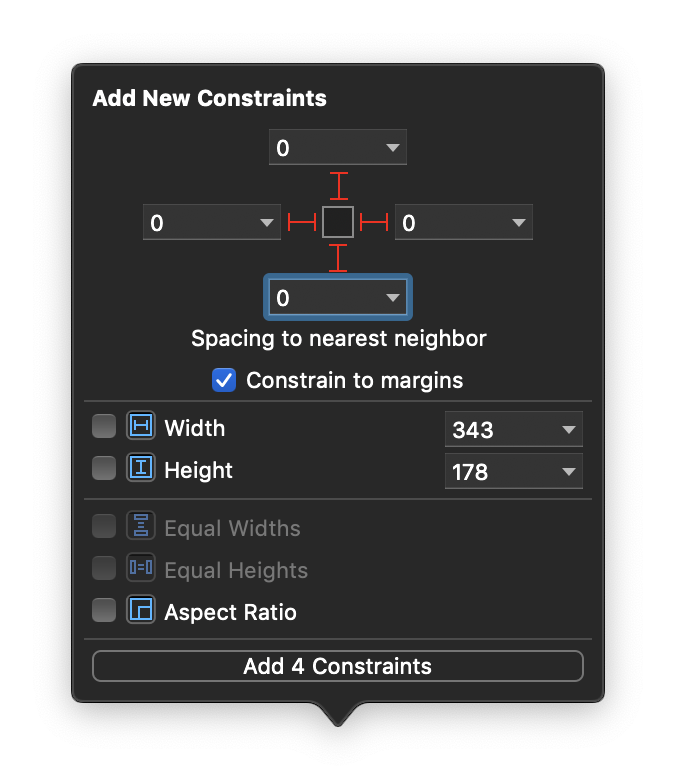 Add New Constraints
0
0
0
0
Spacing to nearest neighbor
Constrain to margins
Width 343
Height 178
Equal Widths
Equal Heights
Aspect Ratio
Add 4 Constraints